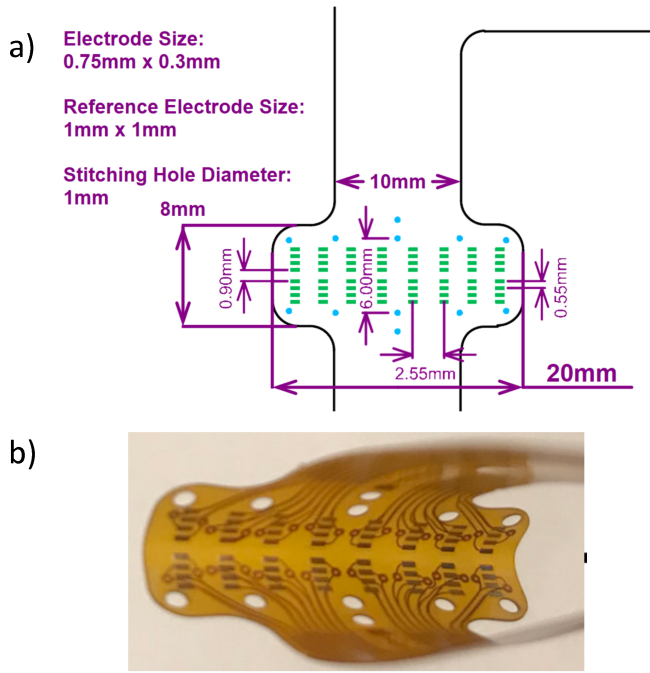 a)
Electrode Size:
0.75mm x 0.3mm
Reference Electrode Size:
1mm x 1mm
Stitching Hole Diameter:
1mm
8mm
10mm
0.90mm
6.00mm
0.55mm
2.55mm
20mm
b)